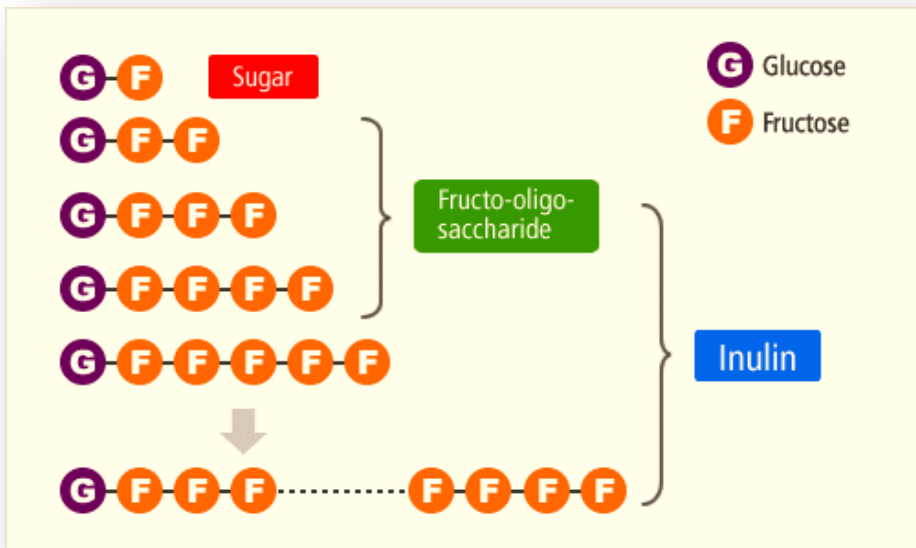 G F Sugar
G Glucose
F Fructose
G F F
G F F F
Fructo-oligo-
saccharide
G F F F F
G F F F F F
Inulin
G F F F F F F F